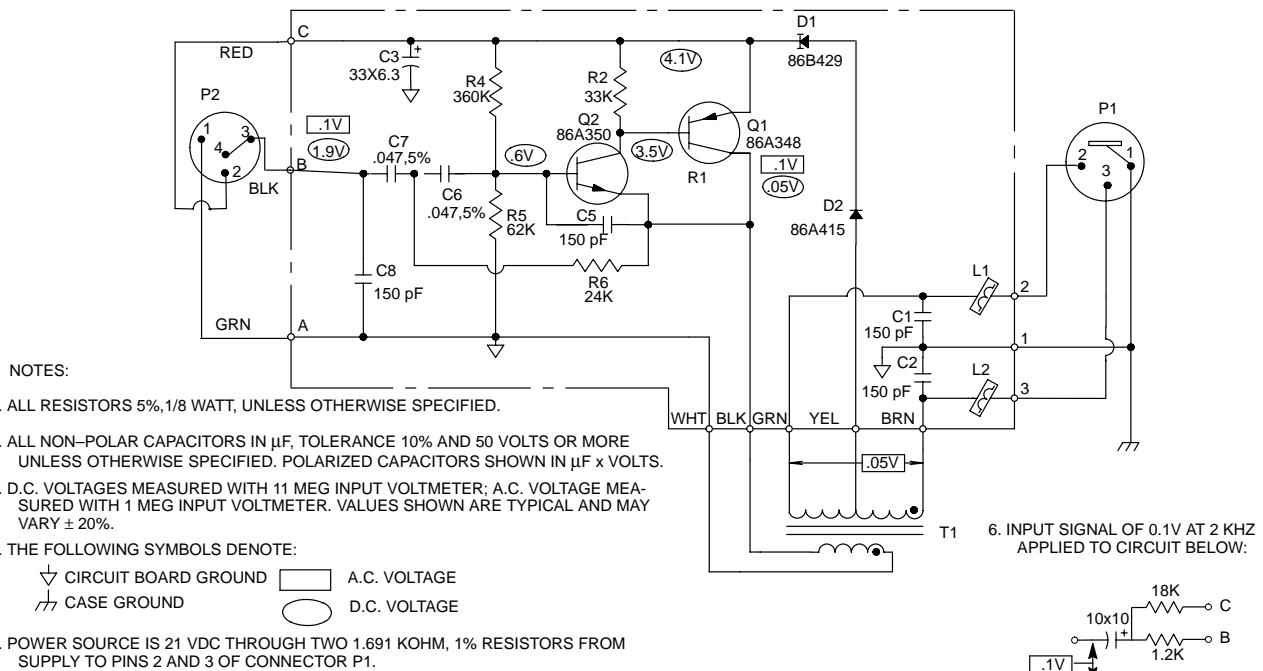 C
D1
RED
C3
+
33X6.3
R4
360K
R2
33K
4.1V
86B429
P2
P1
1
3
4
2
.1V
1.9V
B
BLK
C7
.047,5%
C6
.047,5%
.6V
Q2
86A350
3.5V
Q1
86A348
R1
.1V
.05V
2
1
3
R5
62K
C5
150 pF
D2
86A415
C8
150 pF
R6
24K
L1
2
C1
150 pF
1
C2
150 pF
L2
3
GRN
A
WHT BLK GRN YEL BRN
.05V
T1
NOTES:
. ALL RESISTORS 5%,1/8 WATT, UNLESS OTHERWISE SPECIFIED.
. ALL NON–POLAR CAPACITORS IN µF, TOLERANCE 10% AND 50 VOLTS OR MORE
UNLESS OTHERWISE SPECIFIED. POLARIZED CAPACITORS SHOWN IN µF x VOLTS.
. D.C. VOLTAGES MEASURED WITH 11 MEG INPUT VOLTMETER; A.C. VOLTAGE MEA-
SURED WITH 1 MEG INPUT VOLTMETER. VALUES SHOWN ARE TYPICAL AND MAY
VARY ± 20%.
. THE FOLLOWING SYMBOLS DENOTE:
CIRCUIT BOARD GROUND A.C. VOLTAGE
CASE GROUND D.C. VOLTAGE
. POWER SOURCE IS 21 VDC THROUGH TWO 1.691 KOHM, 1% RESISTORS FROM
SUPPLY TO PINS 2 AND 3 OF CONNECTOR P1.
6. INPUT SIGNAL OF 0.1V AT 2 KHZ
APPLIED TO CIRCUIT BELOW:
18K
C
10x10
+
B
1.2K
.1V